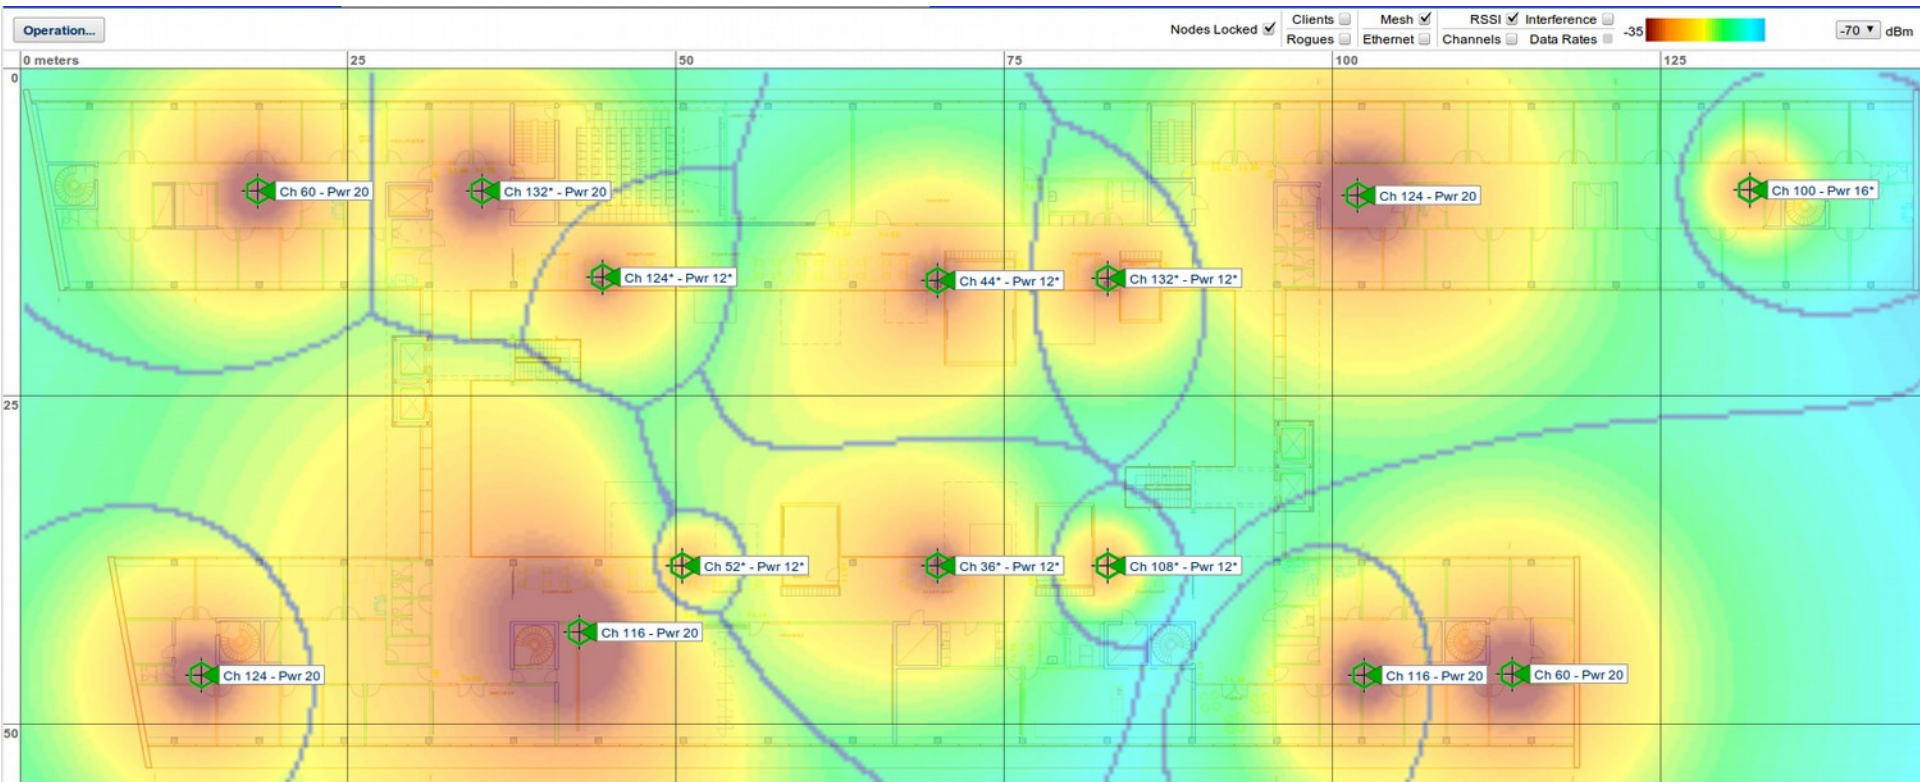 Operation...
Nodes Locked
Clients
Mesh
RSSI
Interference
Rogues
Ethernet
Channels
Data Rates
-35
-70
dBm
0 meters
25
50
75
100
125
0
25
50
Ch 60 - Pwr 20
Ch 132* - Pwr 20
Ch 124 - Pwr 20
Ch 100 - Pwr 16*
Ch 124* - Pwr 12*
Ch 44* - Pwr 12*
Ch 132* - Pwr 12*
Ch 52* - Pwr 12*
Ch 36* - Pwr 12*
Ch 108* - Pwr 12*
Ch 116 - Pwr 20
Ch 124 - Pwr 20
Ch 116 - Pwr 20
Ch 60 - Pwr 20